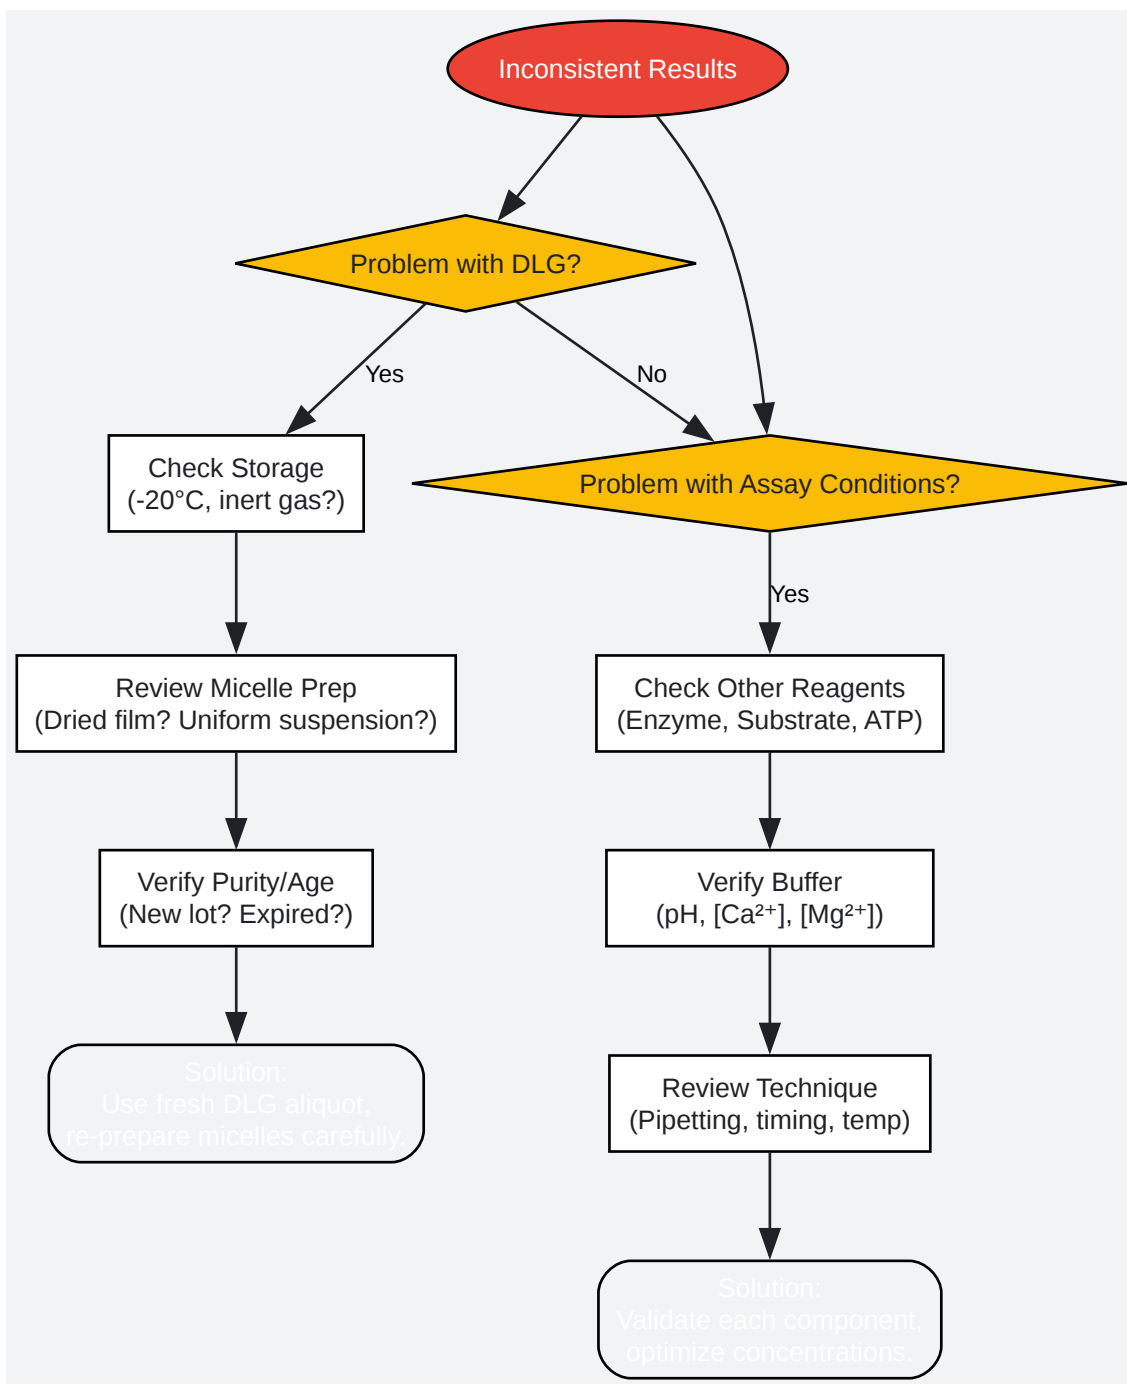 Inconsistent Results
Problem with DLG?
Yes
No
Check Storage
(-20°C, inert gas?)
Problem with Assay Conditions?
Yes
Review Micelle Prep
(Dried film? Uniform suspension?)
Check Other Reagents
(Enzyme, Substrate, ATP)
Verify Purity/Age
(New lot? Expired?)
Verify Buffer
(pH, [Ca²⁺], [Mg²⁺])
Solution:
Use fresh DLG aliquot,
re-prepare micelles carefully.
Review Technique
(Pipetting, timing, temp)
Solution:
Validate each component,
optimize concentrations.